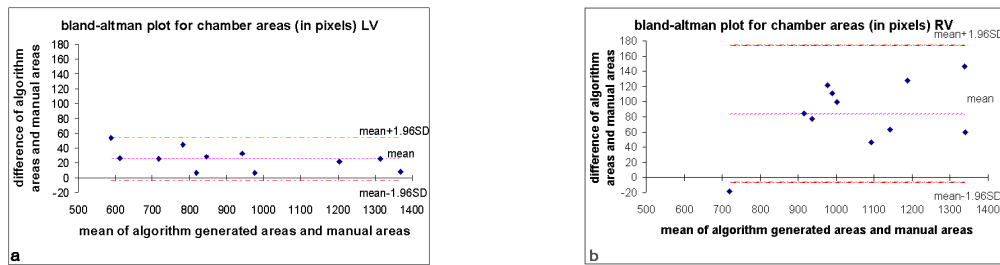 bland-altman plot for chamber areas (in pixels) LV
difference of algorithm
areas and manual areas
180
160
140
120
100
80
60
40
20
0
-20
mean+1.96SD
mean
mean-1.96SD
500 600 700 800 900 1000 1100 1200 1300 1400
mean of algorithm generated areas and manual areas
a
bland-altman plot for chamber areas (in pixels) RV
difference of algorithm
areas and manual areas
180
160
140
120
100
80
60
40
20
0
-20
mean+1.96SD
mean
mean-1.96SD
500 600 700 800 900 1000 1100 1200 1300 1400
mean of algorithm generated areas and manual areas
b